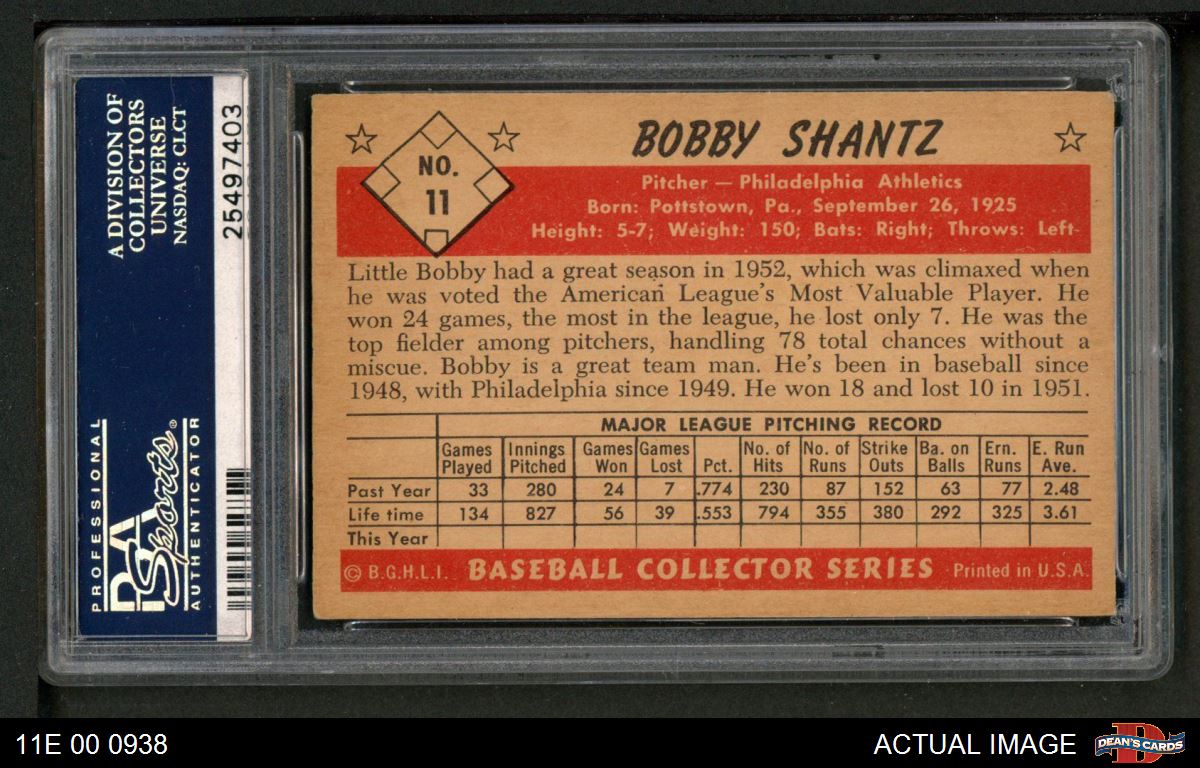 A DIVISION OF
COLLECTORS
UNIVERSE
NASDAQ: CLCT
PROFESSIONAL
PSA
Sports®
AUTHENTICATOR
25497403
NO.
11
BOBBY SHANTZ
Pitcher — Philadelphia Athletics
Born: Pottstown, Pa., September 26, 1925
Height: 5-7; Weight: 150; Bats: Right; Throws: Left-
Little Bobby had a great season in 1952, which was climaxed when
he was voted the American League's Most Valuable Player. He
won 24 games, the most in the league, he lost only 7. He was the
top fielder among pitchers, handling 78 total chances without a
miscue. Bobby is a great team man. He's been in baseball since
1948, with Philadelphia since 1949. He won 18 and lost 10 in 1951.
MAJOR LEAGUE PITCHING RECORD
Games Innings Games Games No. of No. of Strike Ba. on Ern. E. Run
Played Pitched Won Lost Pct. Hits Runs Outs Balls Runs Ave.
Past Year 33 280 24 7 .774 230 87 152 63 77 2.48
Life time 134 827 56 39 .553 794 355 380 292 325 3.61
This Year
© B.G.H.L.I. BASEBALL COLLECTOR SERIES Printed in U.S.A.
11E 00 0938 ACTUAL IMAGE
D
DEAN'S CARDS